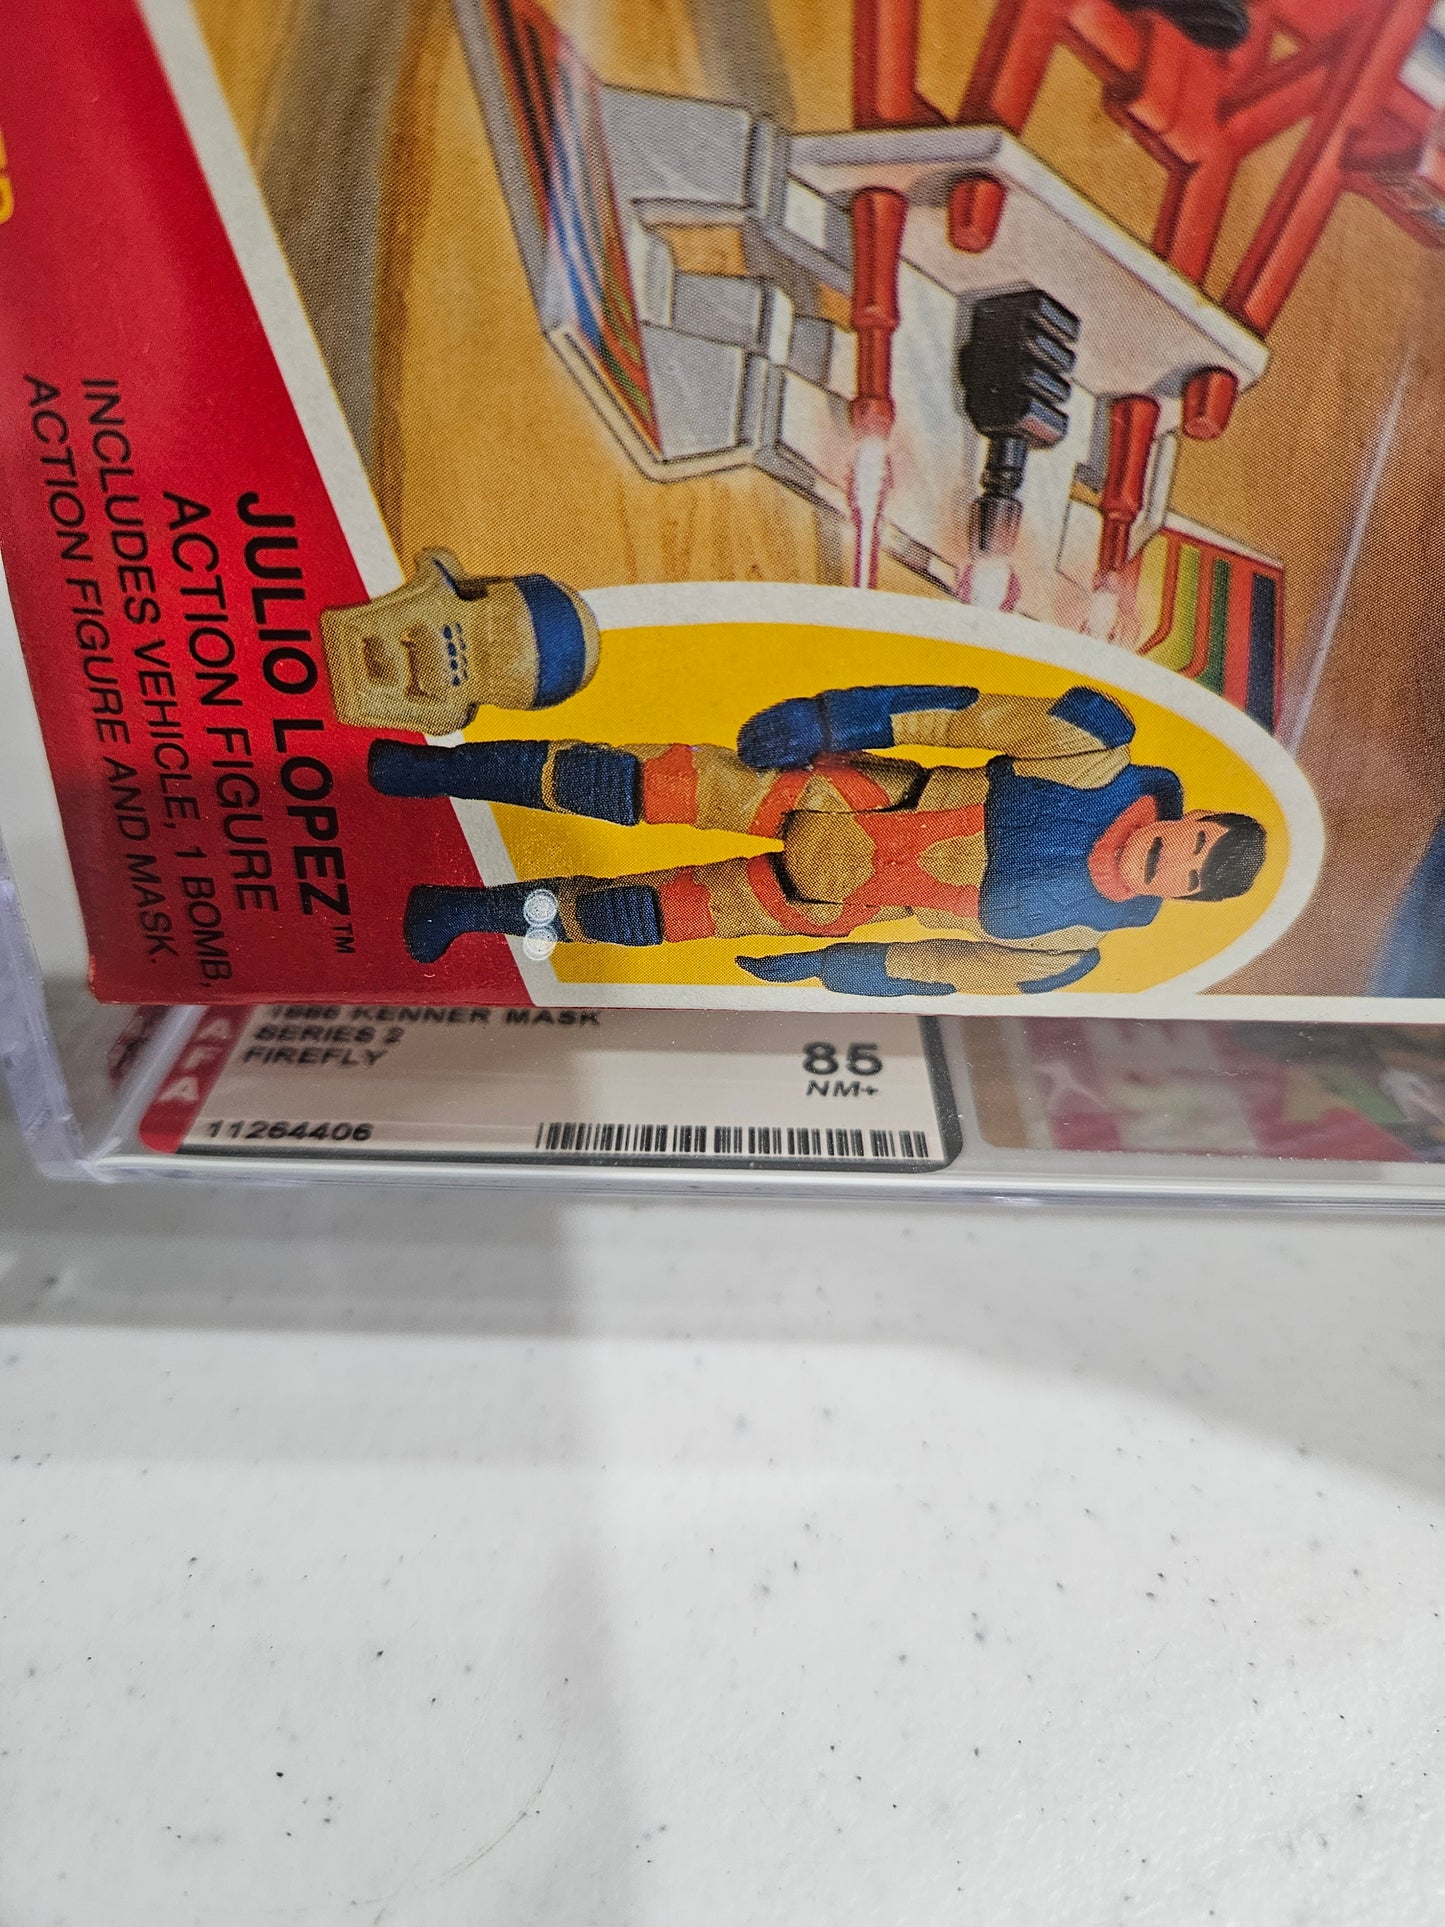 JULIO LOPEZ™
ACTION FIGURE
INCLUDES VEHICLE, 1 BOMB,
ACTION FIGURE AND MASK.
AFA
1986 KENNER MASK
SERIES 2
FIREFLY
85
NM+
11264406